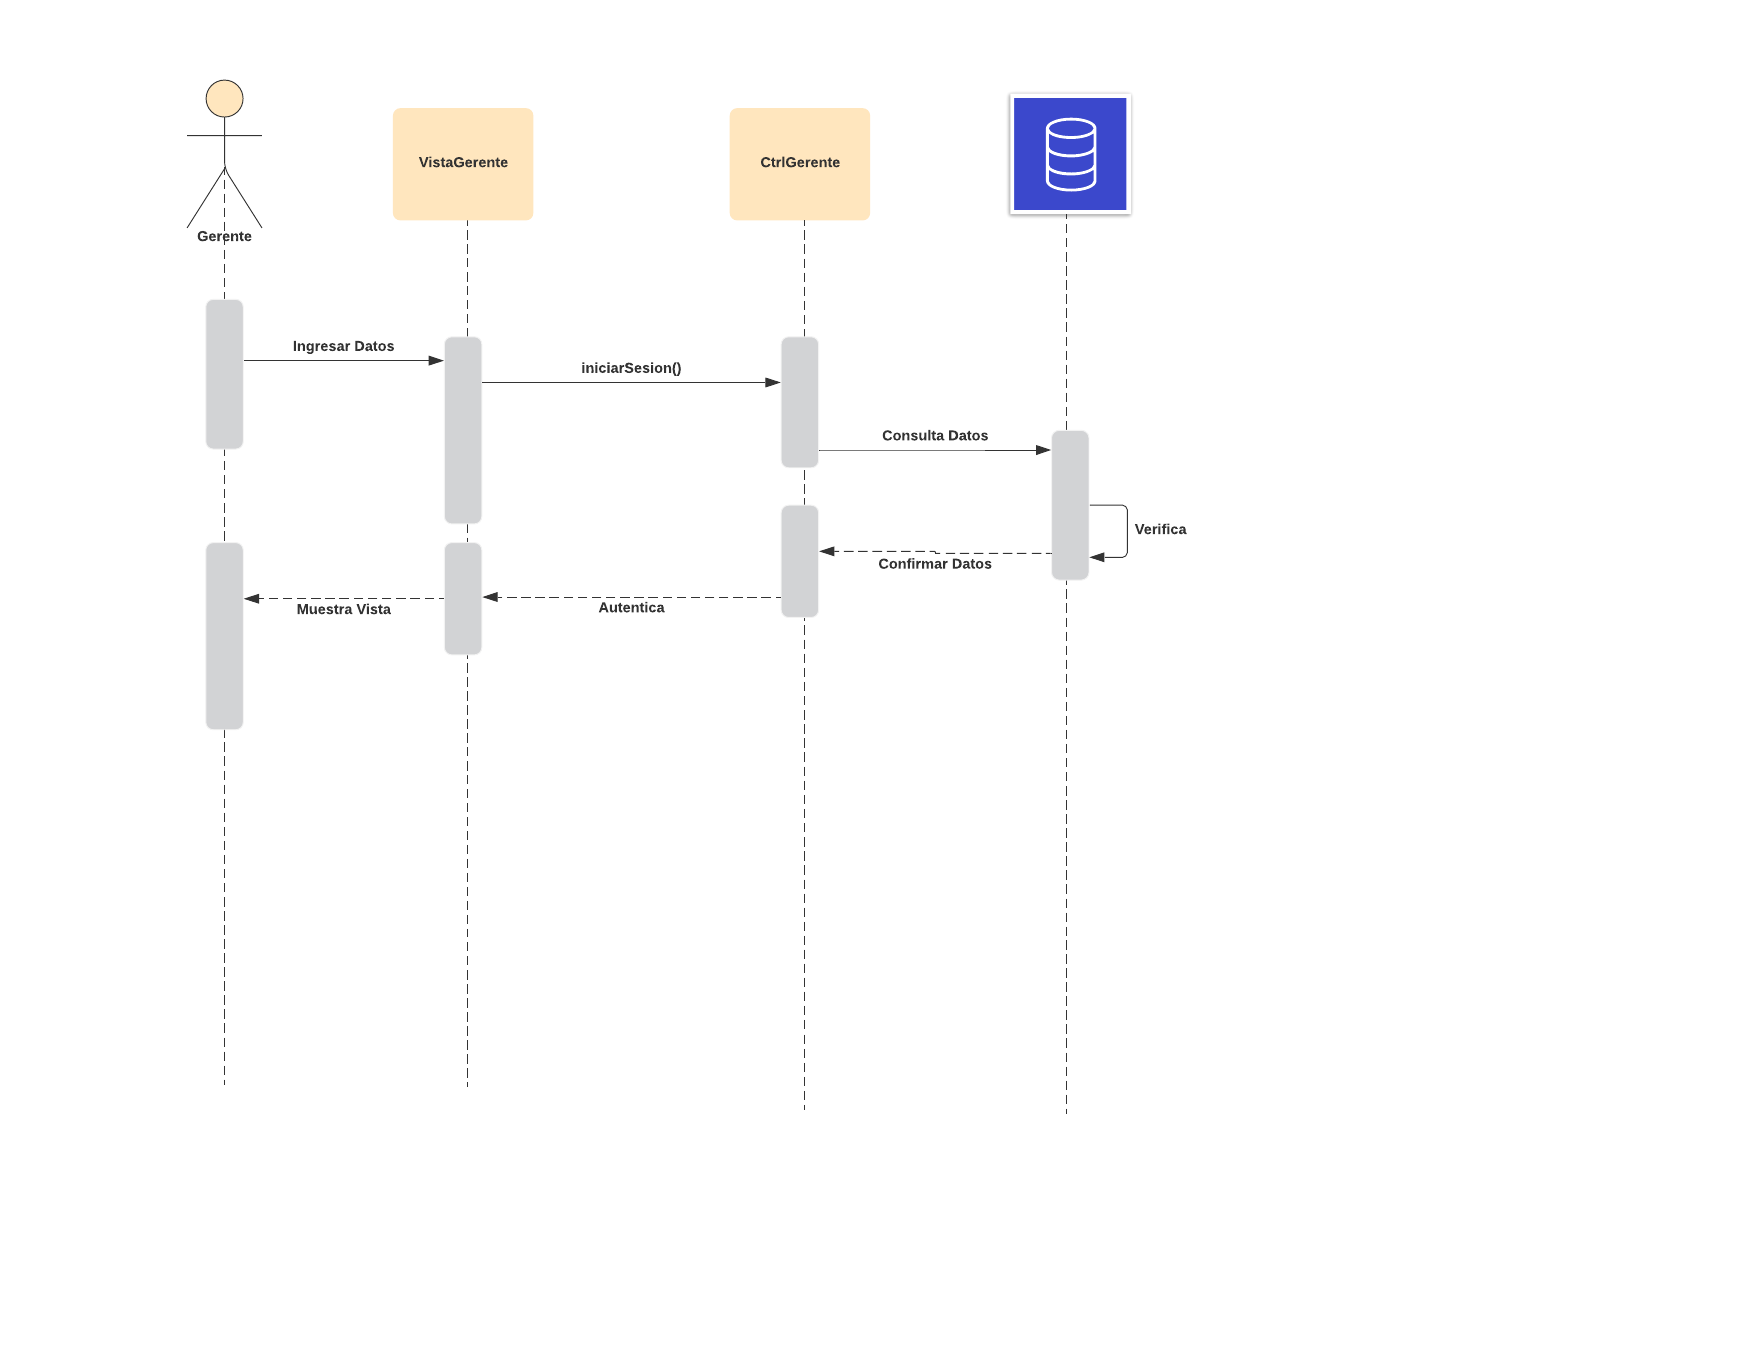 VistaGerente
CtrlGerente
Gerente
Ingresar Datos
iniciarSesion()
Consulta Datos
Verifica
Confirmar Datos
Autentica
Muestra Vista